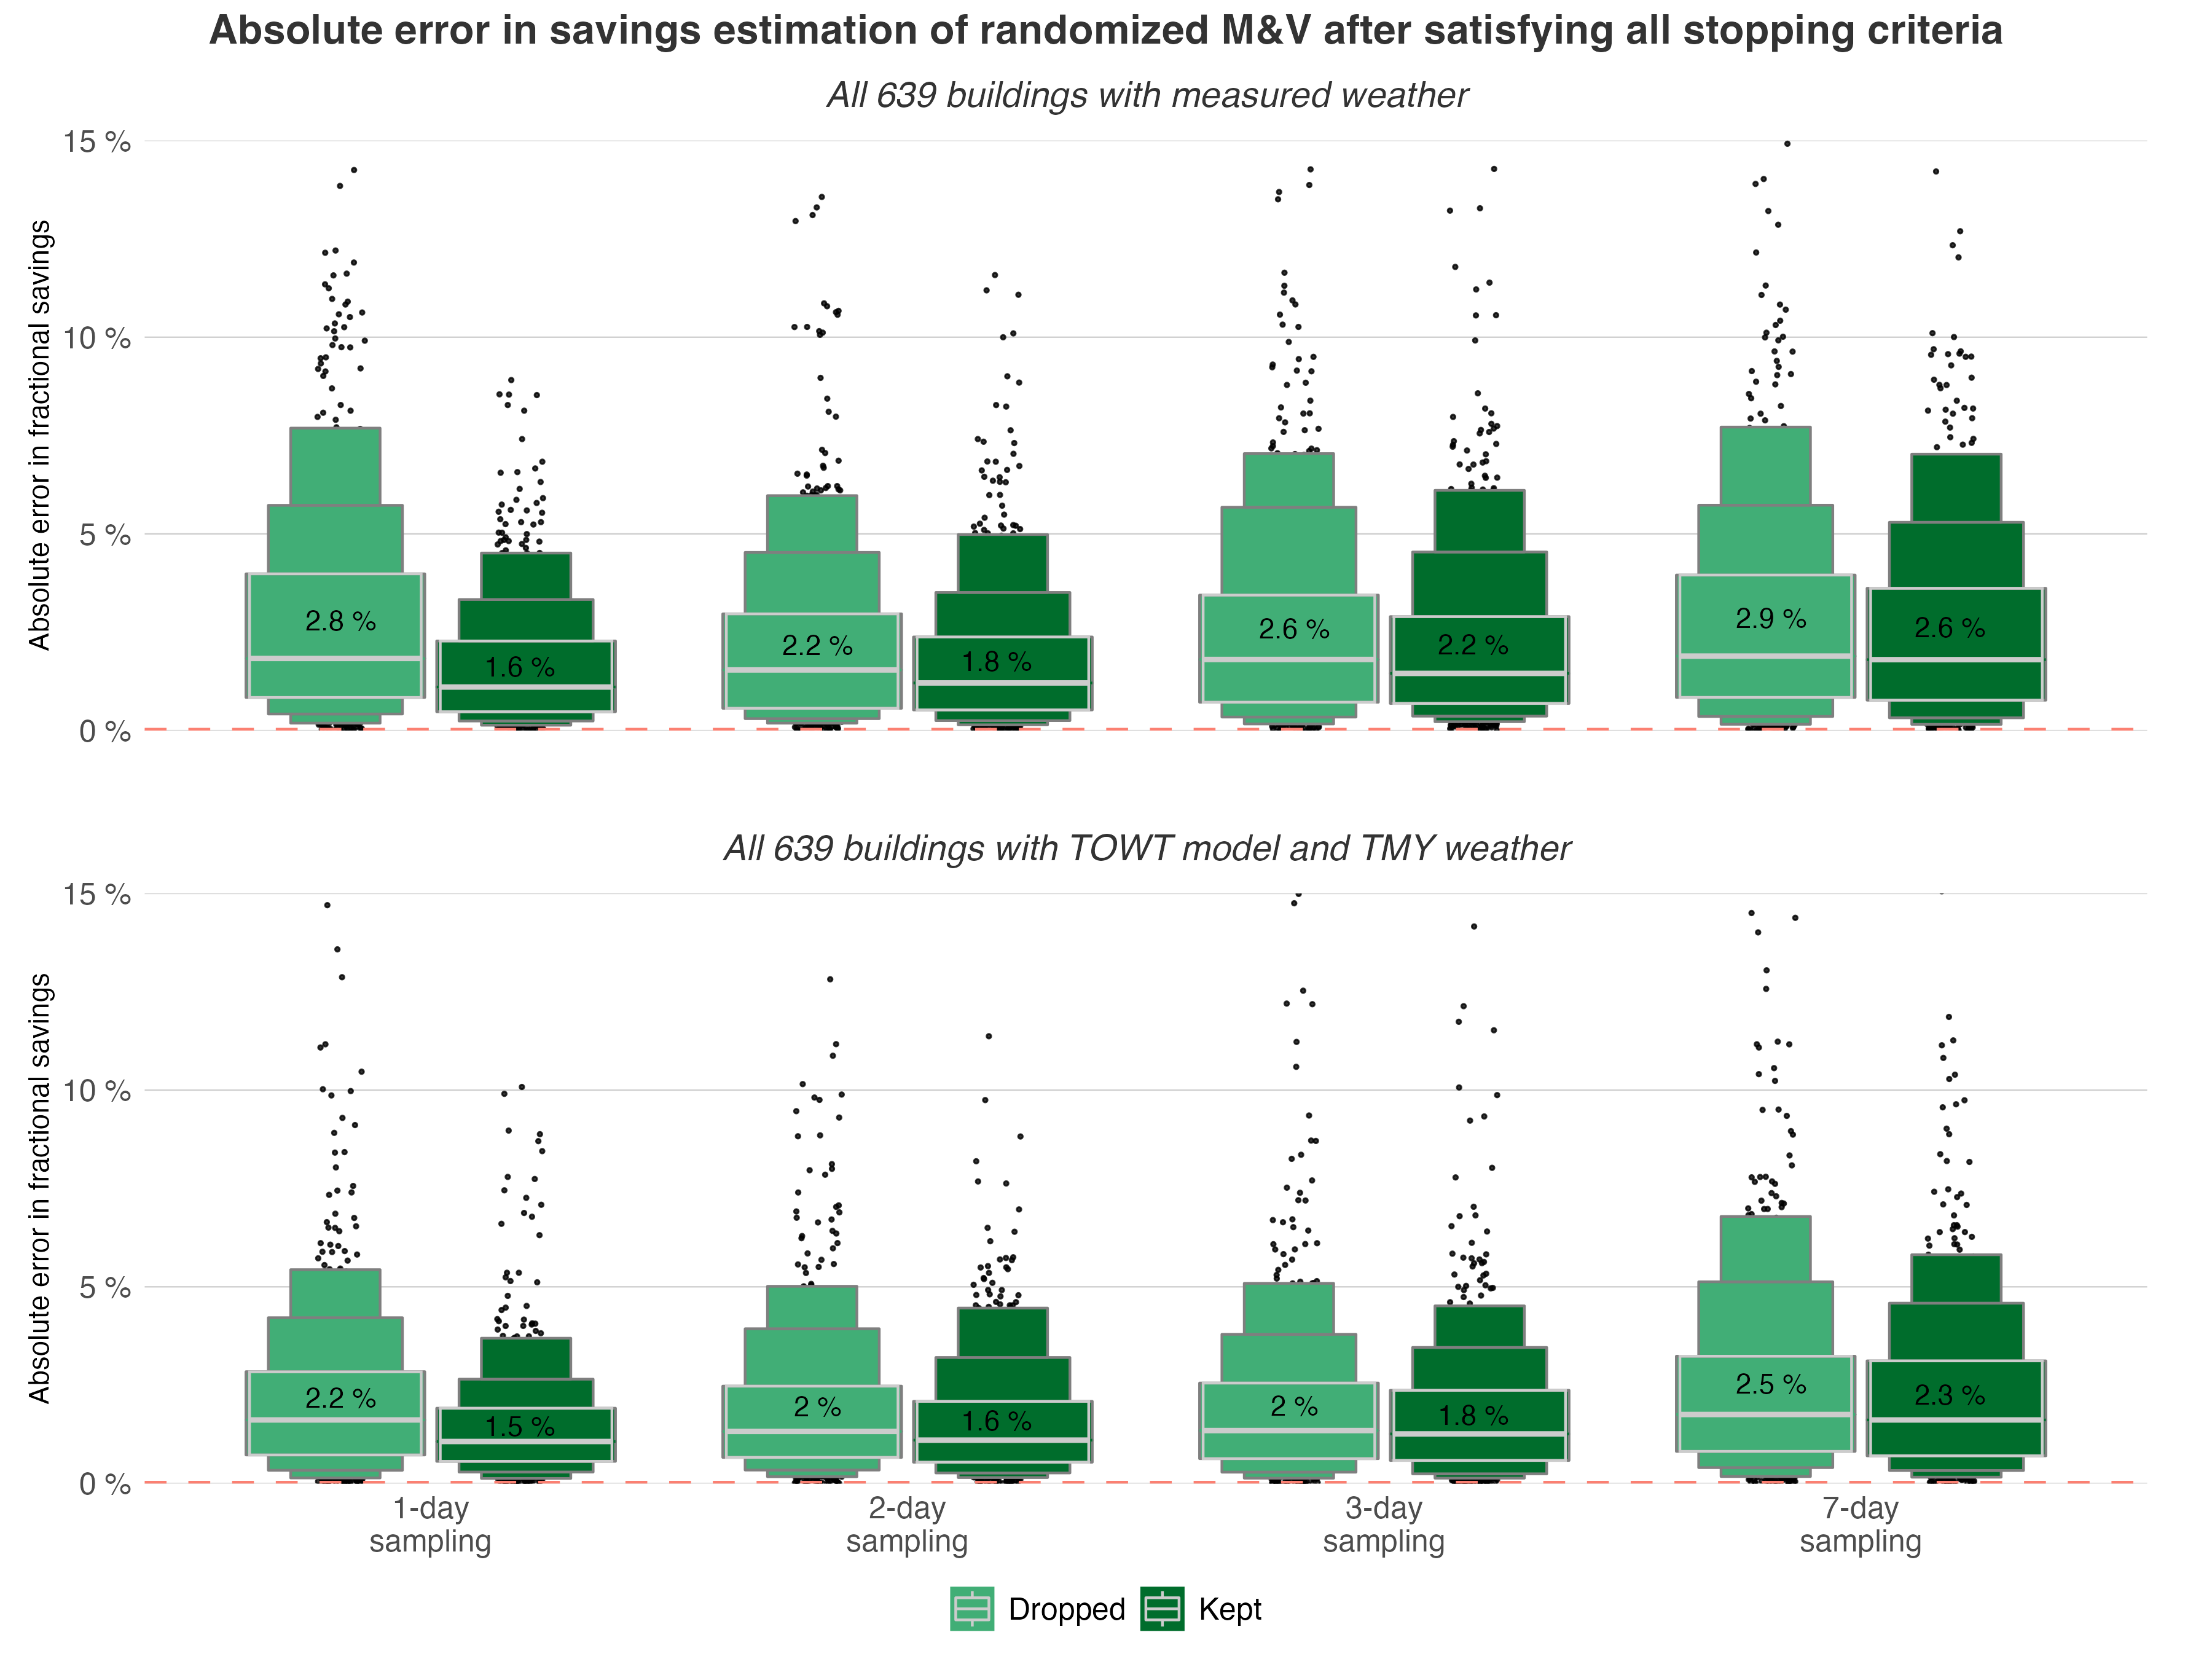 Absolute error in savings estimation of randomized M&V after satisfying all stopping criteria
All 639 buildings with measured weather
Absolute error in fractional savings
15 %
10 %
5 %
0 %
2.8 %
1.6 %
2.2 %
1.8 %
2.6 %
2.2 %
2.9 %
2.6 %
All 639 buildings with TOWT model and TMY weather
Absolute error in fractional savings
15 %
10 %
5 %
0 %
2.2 %
1.5 %
2 %
1.6 %
2 %
1.8 %
2.5 %
2.3 %
1-day
sampling
2-day
sampling
3-day
sampling
7-day
sampling
Dropped
Kept